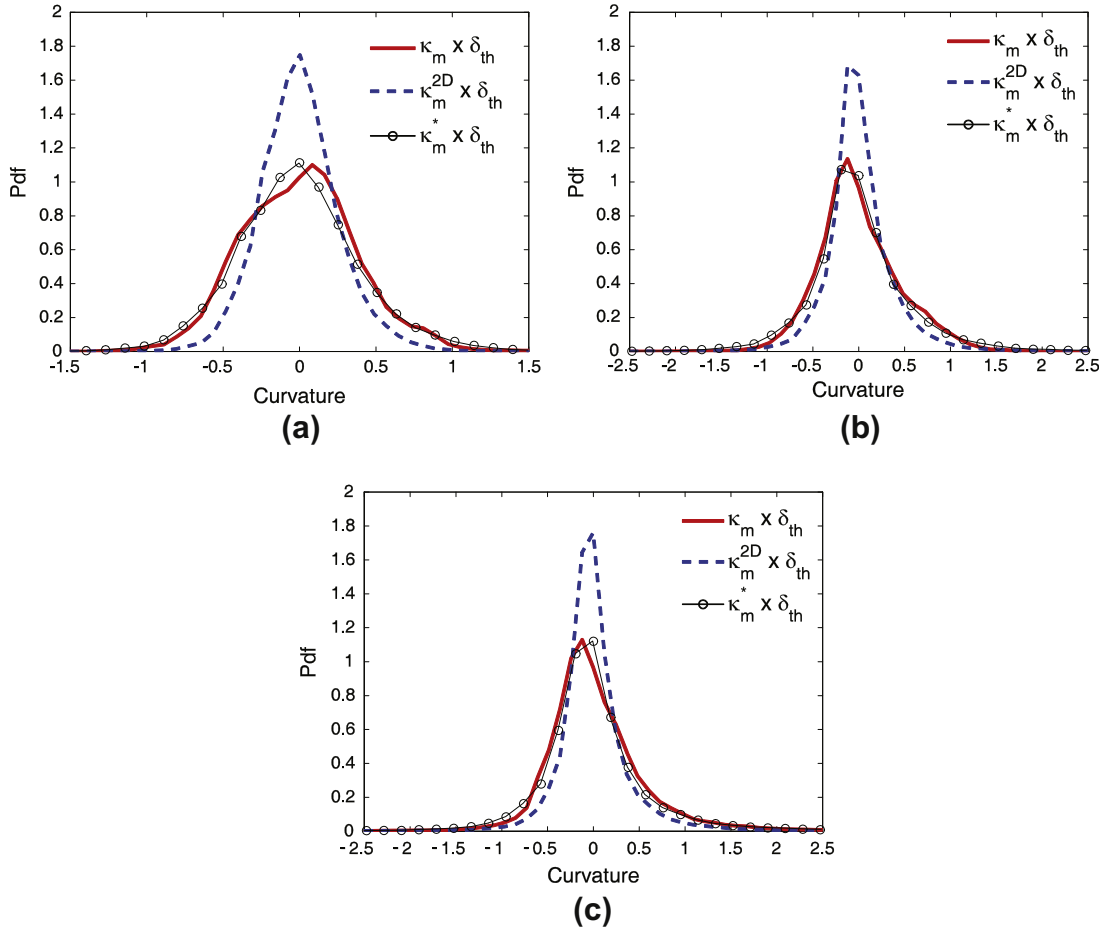 2
1.8
1.6
1.4
1.2
1
0.8
0.6
0.4
0.2
0
Pdf
κm x δth
κm2D x δth
κm* x δth
-1.5 -1 -0.5 0 0.5 1 1.5
Curvature
(a)
2
1.8
1.6
1.4
1.2
1
0.8
0.6
0.4
0.2
0
Pdf
κm x δth
κm2D x δth
κm* x δth
-2.5 -2 -1.5 -1 -0.5 0 0.5 1 1.5 2 2.5
Curvature
(b)
2
1.8
1.6
1.4
1.2
1
0.8
0.6
0.4
0.2
0
Pdf
κm x δth
κm2D x δth
κm* x δth
-2.5 -2 -1.5 -1 -0.5 0 0.5 1 1.5 2 2.5
Curvature
(c)